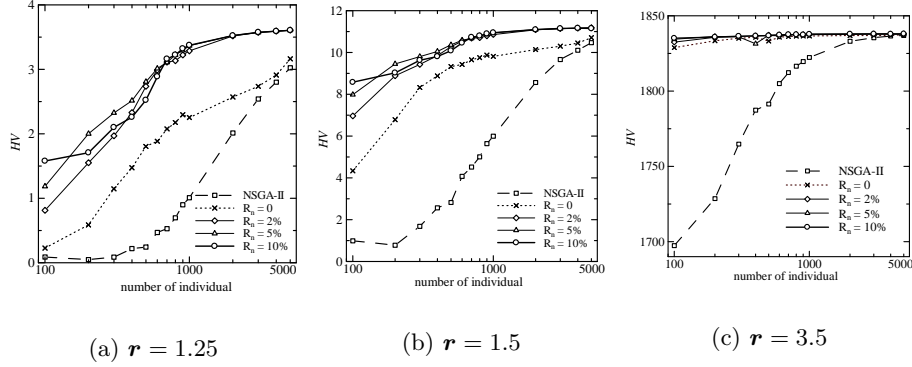 4
3
2
1
0
HV
100
1000
5000
number of individual
NSGA-II
Rn = 0
Rn = 2%
Rn = 5%
Rn = 10%
(a) r = 1.25
12
10
8
6
4
2
0
HV
100
1000
5000
number of individual
NSGA-II
Rn = 0
Rn = 2%
Rn = 5%
Rn = 10%
(b) r = 1.5
1850
1800
1750
1700
HV
100
1000
5000
number of individual
NSGA-II
Rn = 0
Rn = 2%
Rn = 5%
Rn = 10%
(c) r = 3.5